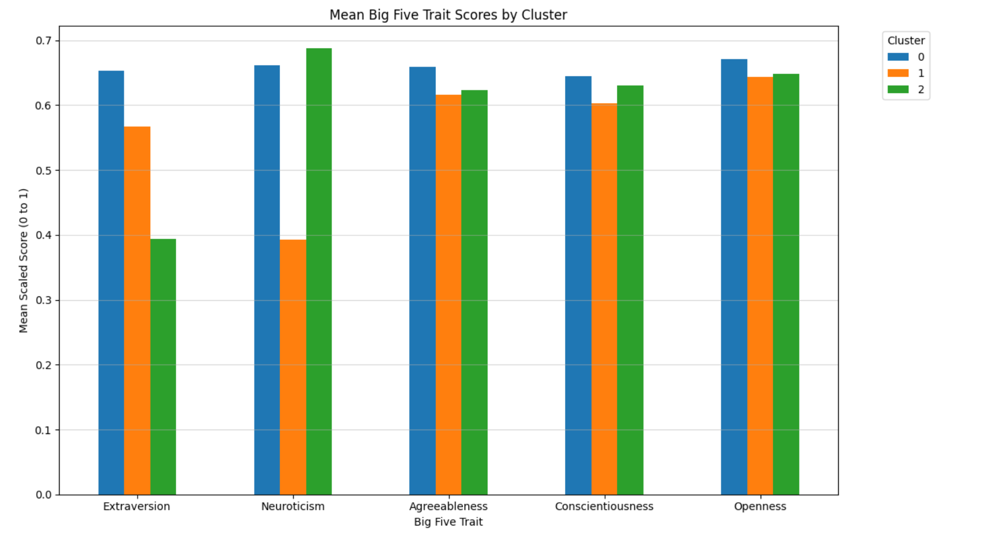 Mean Big Five Trait Scores by Cluster
Cluster
0
1
2
0.7
0.6
0.5
0.4
0.3
0.2
0.1
0.0
Mean Scaled Score (0 to 1)
Extraversion
Neuroticism
Agreeableness
Conscientiousness
Openness
Big Five Trait